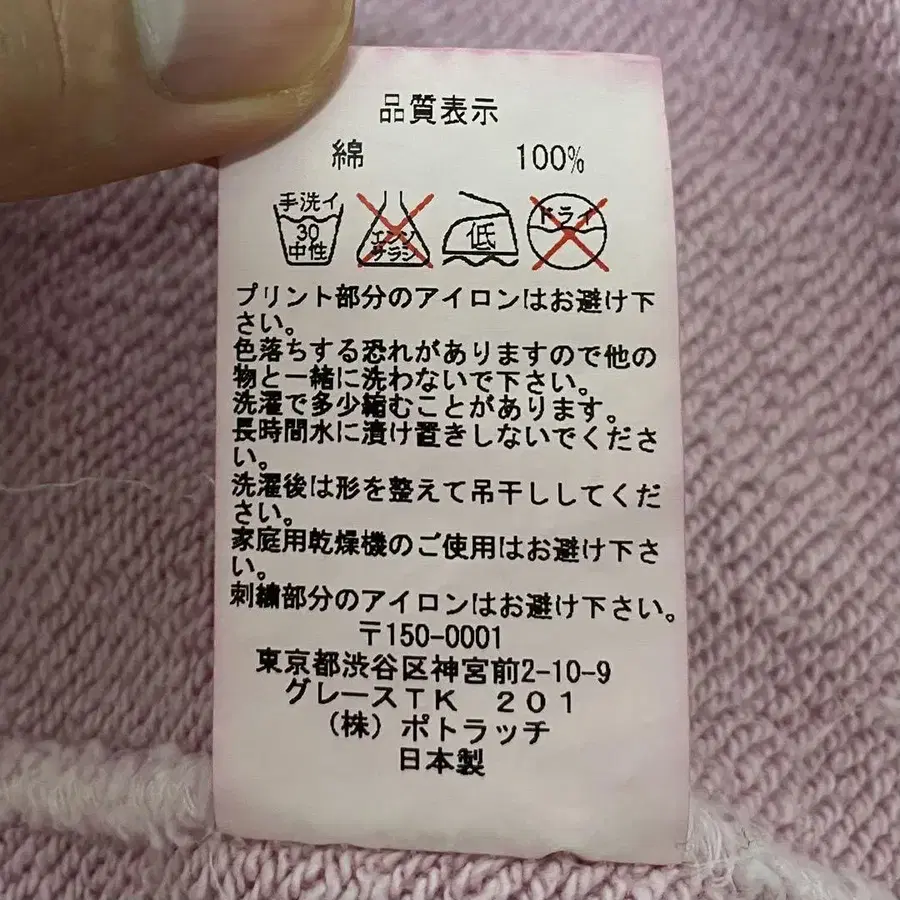 品質表示
綿 100%
手洗イ 30 中性
エンソ サラシ
低
ドライ
プリント部分のアイロンはお避け下
さい。
色落ちする恐れがありますので他の
物と一緒に洗わないで下さい。
洗濯で多少縮むことがあります。
長時間水に漬け置きしないでくださ
い。
洗濯後は形を整えて吊干ししてくだ
さい。
家庭用乾燥機のご使用はお避け下さ
い。
刺繍部分のアイロンはお避け下さい。
〒150-0001
東京都渋谷区神宮前2-10-9
グレースTK 201
(株)ポトラッチ
日本製